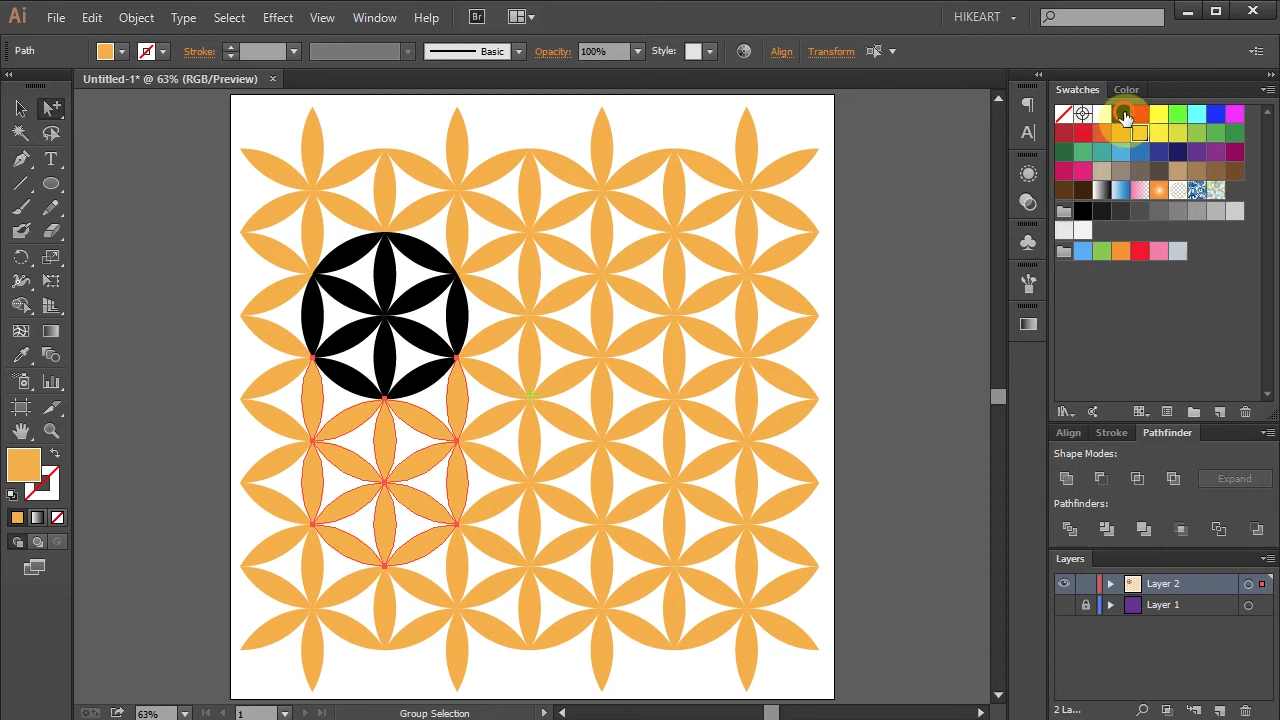 Ai File Edit Object Type Select Effect View Window Help Br HIKEART
Path Stroke: Basic Opacity: 100% Style: Align Transform
Untitled-1* @ 63% (RGB/Preview)
Swatches Color
Align Stroke Pathfinder
Shape Modes:
Expand
Pathfinders:
Layers
Layer 2
Layer 1
2 La...
63% 1 Group Selection